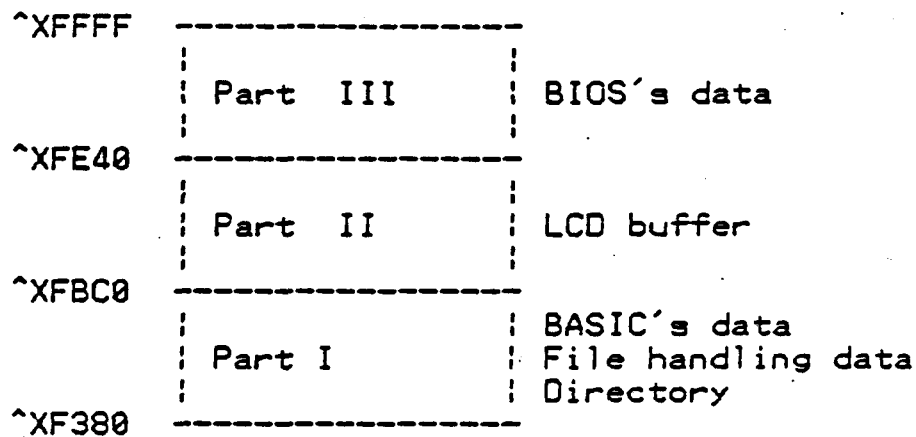 ^XFFFF
Part III BIOS's data
^XFE40
Part II LCD buffer
^XFBC0
BASIC's data
Part I File handling data
Directory
^XF380